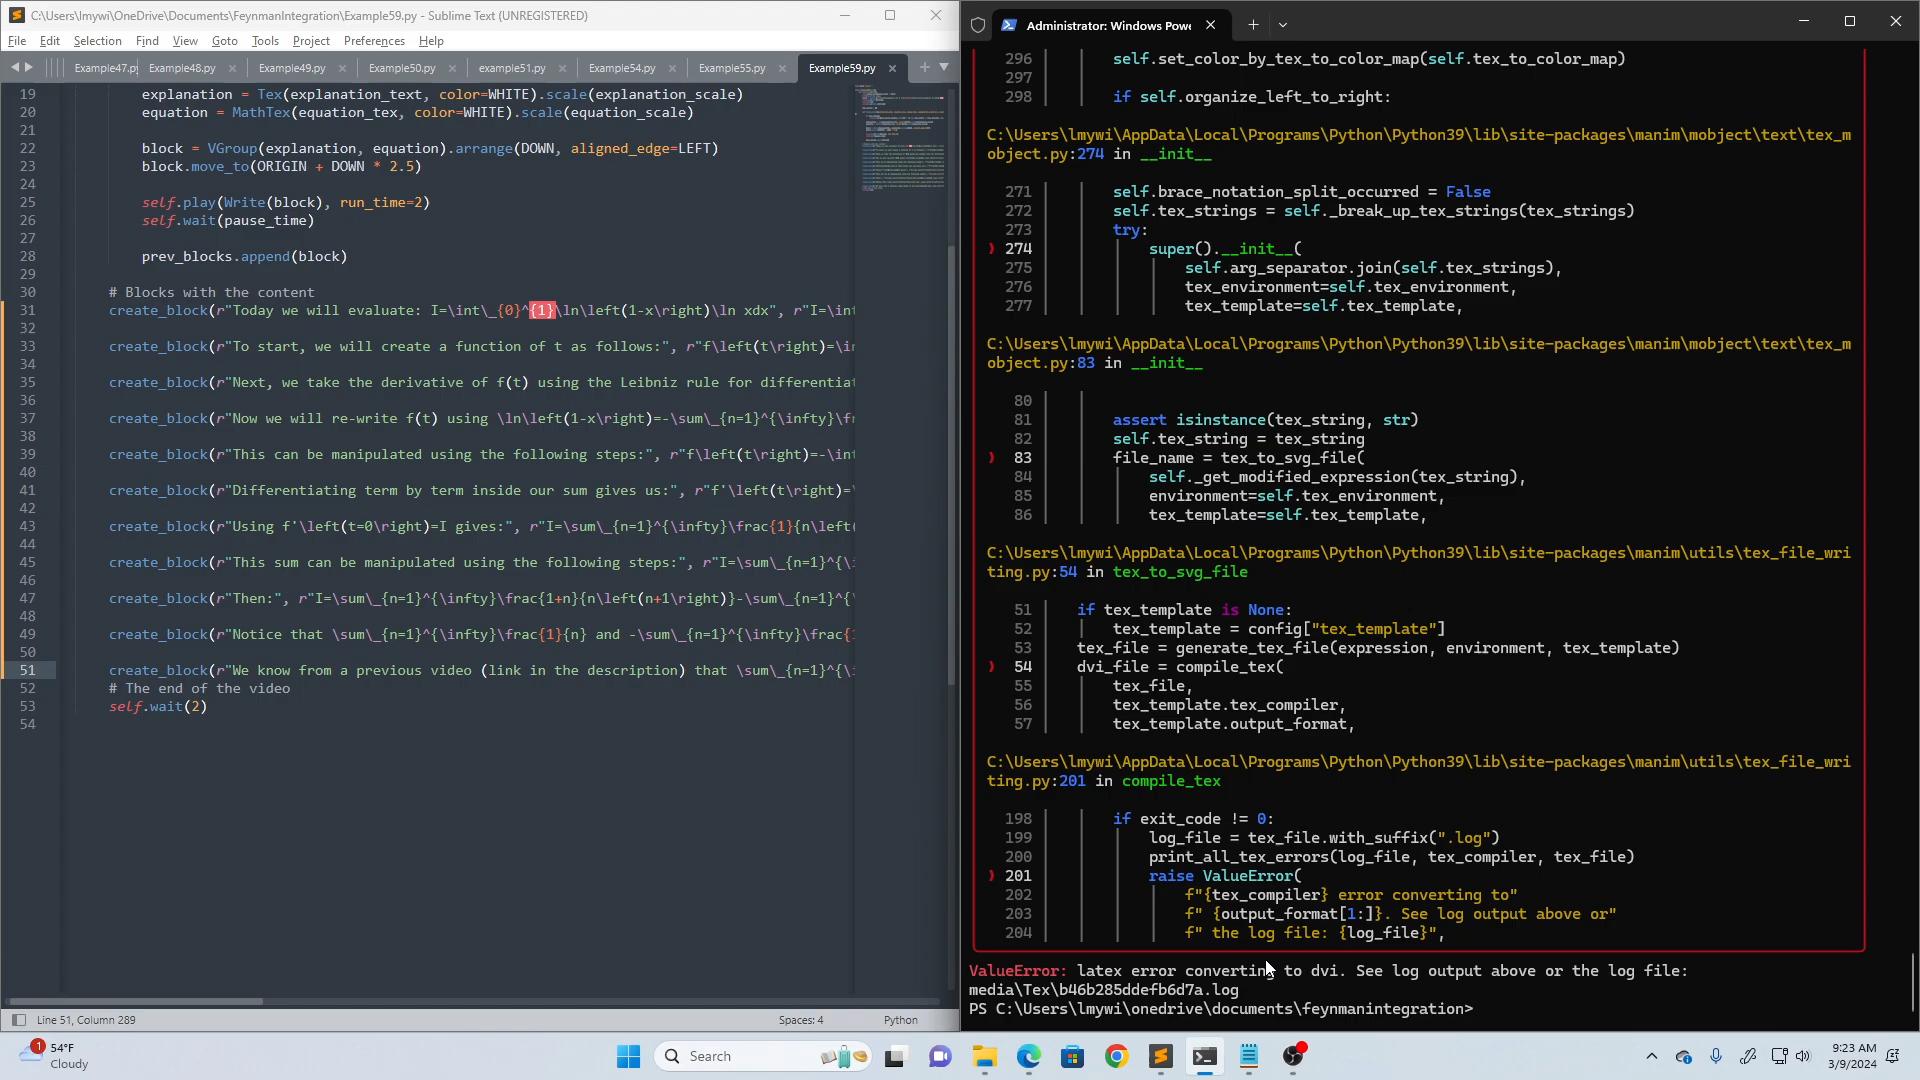 C:\Users\lmywi\OneDrive\Documents\FeynmanIntegration\Example59.py - Sublime Text (UNREGISTERED)
File Edit Selection Find View Goto Tools Project Preferences Help
Example47.py Example48.py Example49.py Example50.py example51.py Example54.py Example55.py Example59.py
19 explanation = Tex(explanation_text, color=WHITE).scale(explanation_scale)
20 equation = MathTex(equation_tex, color=WHITE).scale(equation_scale)
21
22 block = VGroup(explanation, equation).arrange(DOWN, aligned_edge=LEFT)
23 block.move_to(ORIGIN + DOWN * 2.5)
24
25 self.play(Write(block), run_time=2)
26 self.wait(pause_time)
27
28 prev_blocks.append(block)
29
30 # Blocks with the content
31 create_block(r"Today we will evaluate: I=\int\_{0}^{1}\ln\left(1-x\right)\ln xdx", r"I=\int
32
33 create_block(r"To start, we will create a function of t as follows:", r"f\left(t\right)=\in
34
35 create_block(r"Next, we take the derivative of f(t) using the Leibniz rule for differentiat
36
37 create_block(r"Now we will re-write f(t) using \ln\left(1-x\right)=-\sum\_{n=1}^{\infty}\fr
38
39 create_block(r"This can be manipulated using the following steps:", r"f\left(t\right)=-\int
40
41 create_block(r"Differentiating term by term inside our sum gives us:", r"f'\left(t\right)=\
42
43 create_block(r"Using f'\left(t=0\right)=I gives:", r"I=\sum\_{n=1}^{\infty}\frac{1}{n\left(
44
45 create_block(r"This sum can be manipulated using the following steps:", r"I=\sum\_{n=1}^{\i
46
47 create_block(r"Then:", r"I=\sum\_{n=1}^{\infty}\frac{1+n}{n\left(n+1\right)}-\sum\_{n=1}^{\
48
49 create_block(r"Notice that \sum\_{n=1}^{\infty}\frac{1}{n} and -\sum\_{n=1}^{\infty}\frac{1
50
51 create_block(r"We know from a previous video (link in the description) that \sum\_{n=1}^{\i
52 # The end of the video
53 self.wait(2)
54
Line 51, Column 289 Spaces: 4 Python
Administrator: Windows Powe
296 self.set_color_by_tex_to_color_map(self.tex_to_color_map)
297
298 if self.organize_left_to_right:
C:\Users\lmywi\AppData\Local\Programs\Python\Python39\lib\site-packages\manim\mobject\text\tex_m
object.py:274 in __init__
271 self.brace_notation_split_occurred = False
272 self.tex_strings = self._break_up_tex_strings(tex_strings)
273 try:
❱ 274 super().__init__(
275 self.arg_separator.join(self.tex_strings),
276 tex_environment=self.tex_environment,
277 tex_template=self.tex_template,
C:\Users\lmywi\AppData\Local\Programs\Python\Python39\lib\site-packages\manim\mobject\text\tex_m
object.py:83 in __init__
80
81 assert isinstance(tex_string, str)
82 self.tex_string = tex_string
❱ 83 file_name = tex_to_svg_file(
84 self._get_modified_expression(tex_string),
85 environment=self.tex_environment,
86 tex_template=self.tex_template,
C:\Users\lmywi\AppData\Local\Programs\Python\Python39\lib\site-packages\manim\utils\tex_file_wri
ting.py:54 in tex_to_svg_file
51 if tex_template is None:
52 tex_template = config["tex_template"]
53 tex_file = generate_tex_file(expression, environment, tex_template)
❱ 54 dvi_file = compile_tex(
55 tex_file,
56 tex_template.tex_compiler,
57 tex_template.output_format,
C:\Users\lmywi\AppData\Local\Programs\Python\Python39\lib\site-packages\manim\utils\tex_file_wri
ting.py:201 in compile_tex
198 if exit_code != 0:
199 log_file = tex_file.with_suffix(".log")
200 print_all_tex_errors(log_file, tex_compiler, tex_file)
❱ 201 raise ValueError(
202 f"{tex_compiler} error converting to"
203 f" {output_format[1:]}. See log output above or"
204 f" the log file: {log_file}",
ValueError: latex error converting to dvi. See log output above or the log file:
media\Tex\b46b285ddefb6d7a.log
PS C:\Users\lmywi\onedrive\documents\feynmanintegration>
1
54°F
Cloudy
Search
9:23 AM
3/9/2024